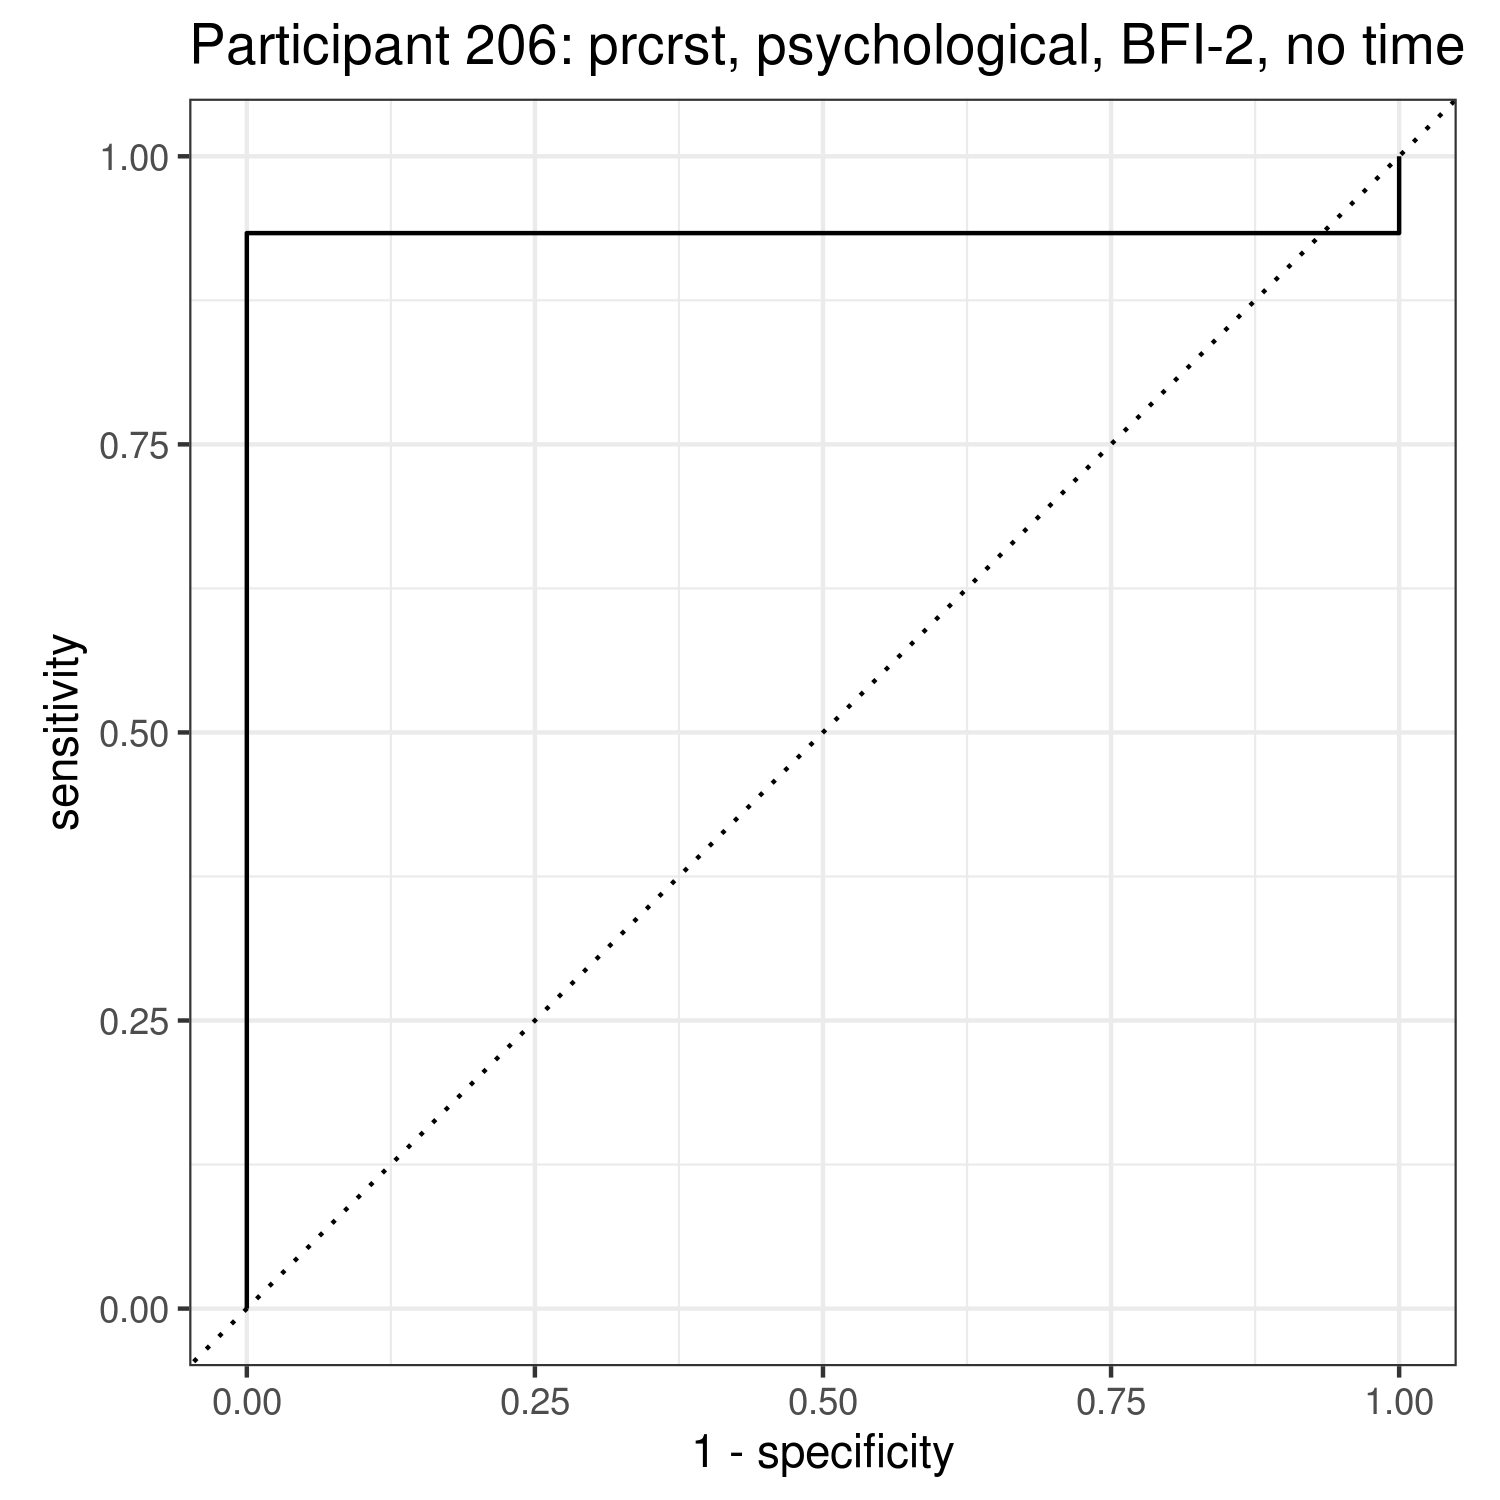 Participant 206: prcrst, psychological, BFI-2, no time
1.00
0.75
0.50
0.25
0.00
sensitivity
0.00 0.25 0.50 0.75 1.00
1 - specificity